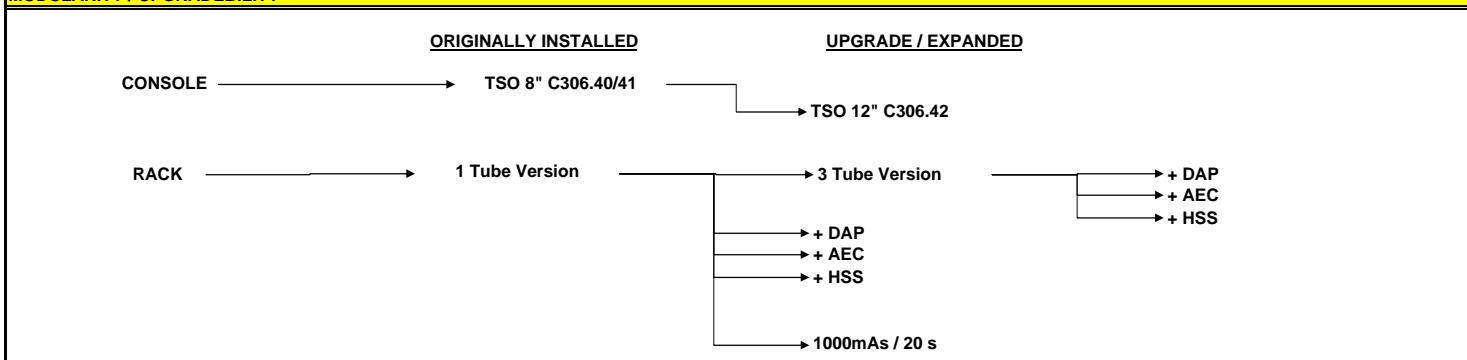 ORIGINALLY INSTALLED UPGRADE / EXPANDED
CONSOLE TSO 8" C306.40/41
TSO 12" C306.42
RACK 1 Tube Version 3 Tube Version + DAP
+ AEC
+ HSS
+ DAP
+ AEC
+ HSS
1000mAs / 20 s